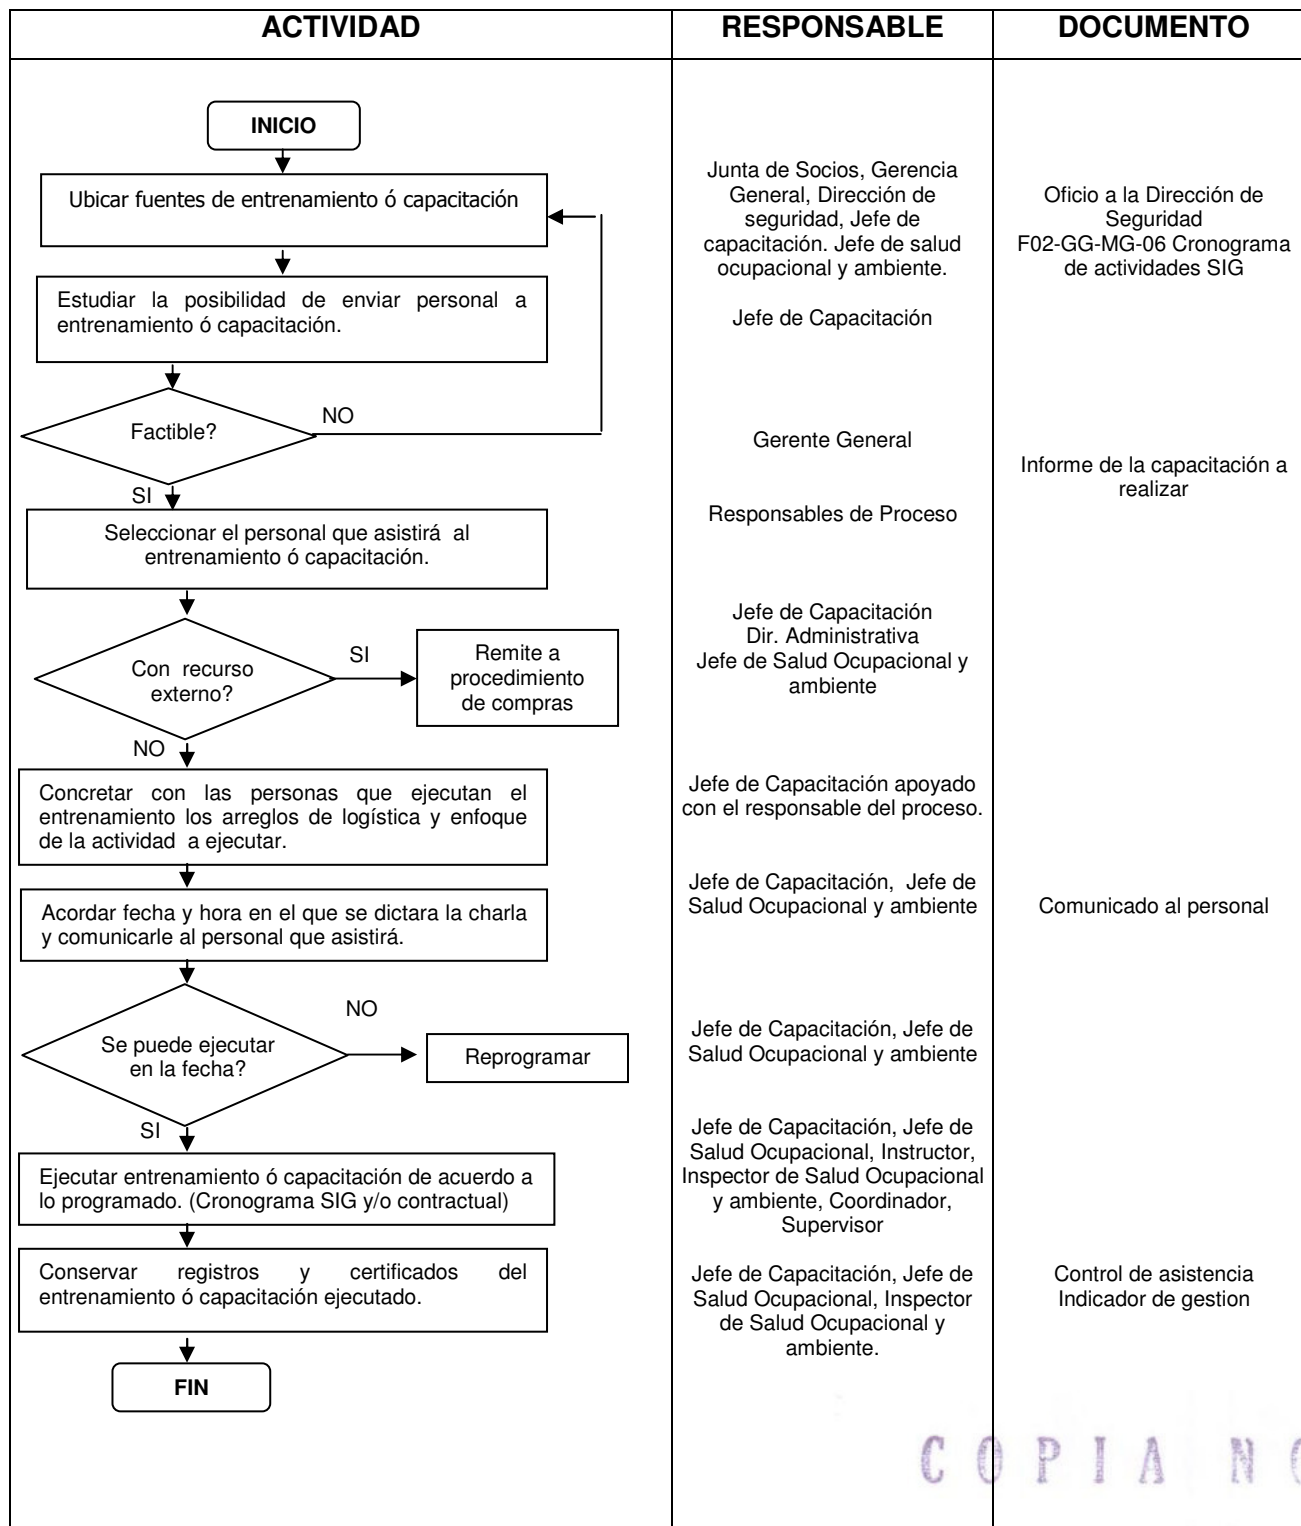 ACTIVIDAD
RESPONSABLE
DOCUMENTO
INICIO
Ubicar fuentes de entrenamiento ó capacitación
Junta de Socios, Gerencia
General, Dirección de
seguridad, Jefe de
capacitación. Jefe de salud
ocupacional y ambiente.
Oficio a la Dirección de
Seguridad
F02-GG-MG-06 Cronograma
de actividades SIG
Estudiar la posibilidad de enviar personal a
entrenamiento ó capacitación.
Jefe de Capacitación
Factible?
NO
SI
Gerente General
Informe de la capacitación a
realizar
Seleccionar el personal que asistirá al
entrenamiento ó capacitación.
Responsables de Proceso
Con recurso
externo?
SI
Remite a
procedimiento
de compras
NO
Jefe de Capacitación
Dir. Administrativa
Jefe de Salud Ocupacional y
ambiente
Concretar con las personas que ejecutan el
entrenamiento los arreglos de logística y enfoque
de la actividad a ejecutar.
Jefe de Capacitación apoyado
con el responsable del proceso.
Acordar fecha y hora en el que se dictara la charla
y comunicarle al personal que asistirá.
Jefe de Capacitación, Jefe de
Salud Ocupacional y ambiente
Comunicado al personal
Se puede ejecutar
en la fecha?
NO
Reprogramar
SI
Jefe de Capacitación, Jefe de
Salud Ocupacional y ambiente
Ejecutar entrenamiento ó capacitación de acuerdo a
lo programado. (Cronograma SIG y/o contractual)
Jefe de Capacitación, Jefe de
Salud Ocupacional, Instructor,
Inspector de Salud Ocupacional
y ambiente, Coordinador,
Supervisor
Conservar registros y certificados del
entrenamiento ó capacitación ejecutado.
Jefe de Capacitación, Jefe de
Salud Ocupacional, Inspector
de Salud Ocupacional y
ambiente.
Control de asistencia
Indicador de gestion
FIN
COPIA N